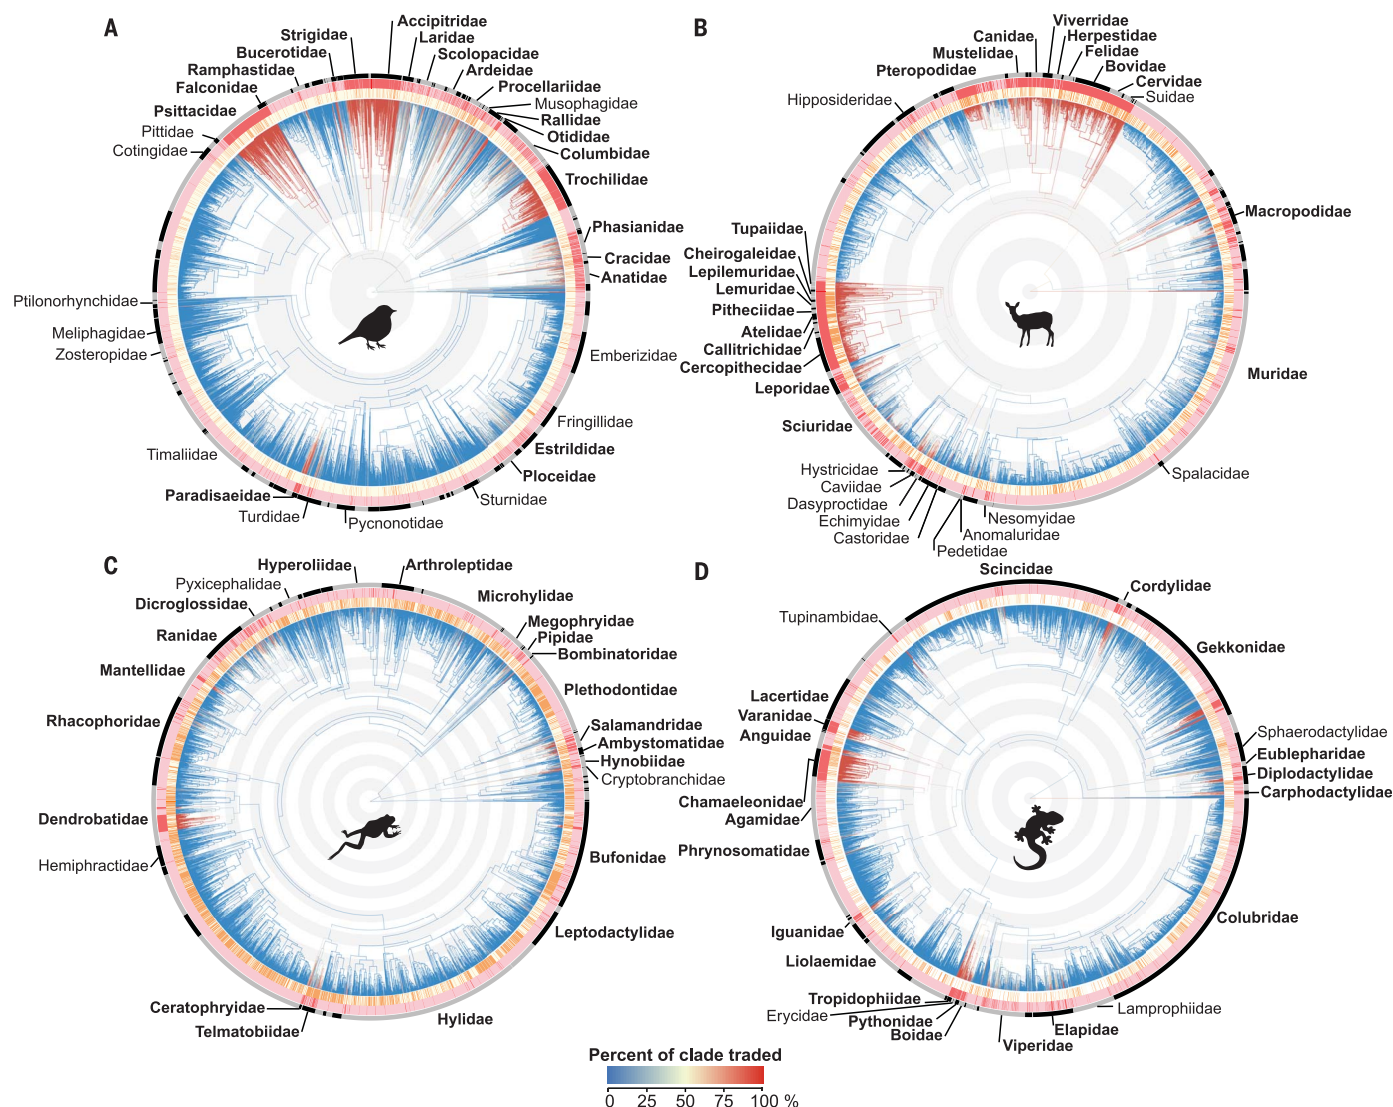 A
Accipitridae
Strigidae
Laridae
Bucerotidae
Scolopacidae
Ramphastidae
Ardeidae
Falconidae
Procellariidae
Psittacidae
Musophagidae
Pittidae
Rallidae
Cotingidae
Otididae
Columbidae
Trochilidae
Phasianidae
Cracidae
Anatidae
Ptilonorhynchidae
Meliphagidae
Zosteropidae
Emberizidae
Fringillidae
Timaliidae
Estrildidae
Ploceidae
Paradisaeidae
Sturnidae
Turdidae
Pycnonotidae
B
Viverridae
Canidae
Herpestidae
Mustelidae
Felidae
Pteropodidae
Bovidae
Cervidae
Hipposideridae
Suidae
Macropodidae
Tupaiidae
Cheirogaleidae
Lepilemuridae
Lemuridae
Pitheciidae
Atelidae
Callitrichidae
Cercopithecidae
Leporidae
Muridae
Sciuridae
Hystricidae
Spalacidae
Caviidae
Dasyproctidae
Echimyidae
Nesomyidae
Castoridae
Anomaluridae
Pedetidae
C
Hyperoliidae
Arthroleptidae
Pyxicephalidae
Microhylidae
Dicroglossidae
Megophryidae
Ranidae
Pipidae
Bombinatoridae
Mantellidae
Plethodontidae
Rhacophoridae
Salamandridae
Ambystomatidae
Hynobiidae
Cryptobranchidae
Dendrobatidae
Bufonidae
Hemiphractidae
Leptodactylidae
Ceratophryidae
Hylidae
Telmatobiidae
D
Scincidae
Cordylidae
Tupinambidae
Gekkonidae
Lacertidae
Varanidae
Sphaerodactylidae
Anguidae
Eublepharidae
Diplodactylidae
Carphodactylidae
Chamaeleonidae
Agamidae
Phrynosomatidae
Colubridae
Iguanidae
Liolaemidae
Tropidophiidae
Lamprophiidae
Erycidae
Pythonidae
Elapidae
Boidae
Viperidae
Percent of clade traded
0 25 50 75 100 %